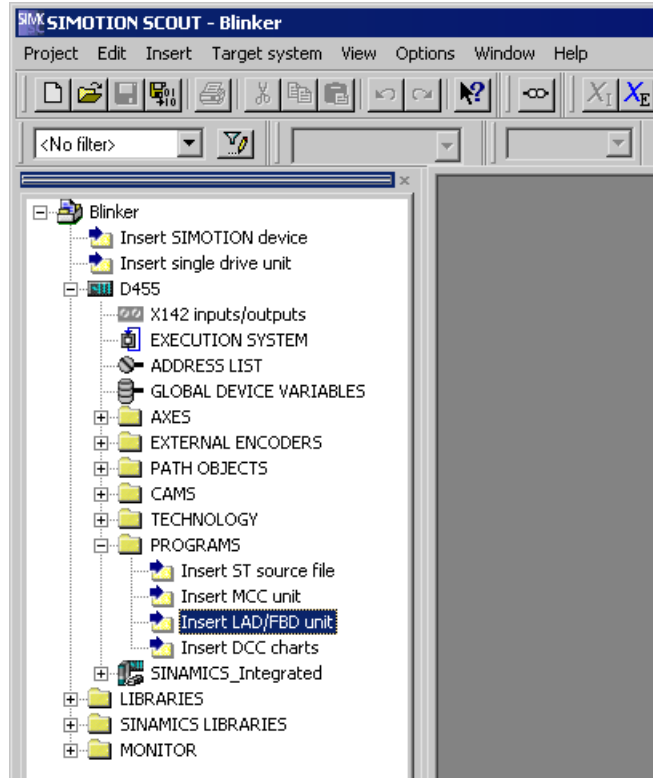 SIMOTION SCOUT - Blinker
Project Edit Insert Target system View Options Window Help
<No filter>
Blinker
Insert SIMOTION device
Insert single drive unit
D455
X142 inputs/outputs
EXECUTION SYSTEM
ADDRESS LIST
GLOBAL DEVICE VARIABLES
AXES
EXTERNAL ENCODERS
PATH OBJECTS
CAMS
TECHNOLOGY
PROGRAMS
Insert ST source file
Insert MCC unit
Insert LAD/FBD unit
Insert DCC charts
SINAMICS_Integrated
LIBRARIES
SINAMICS LIBRARIES
MONITOR